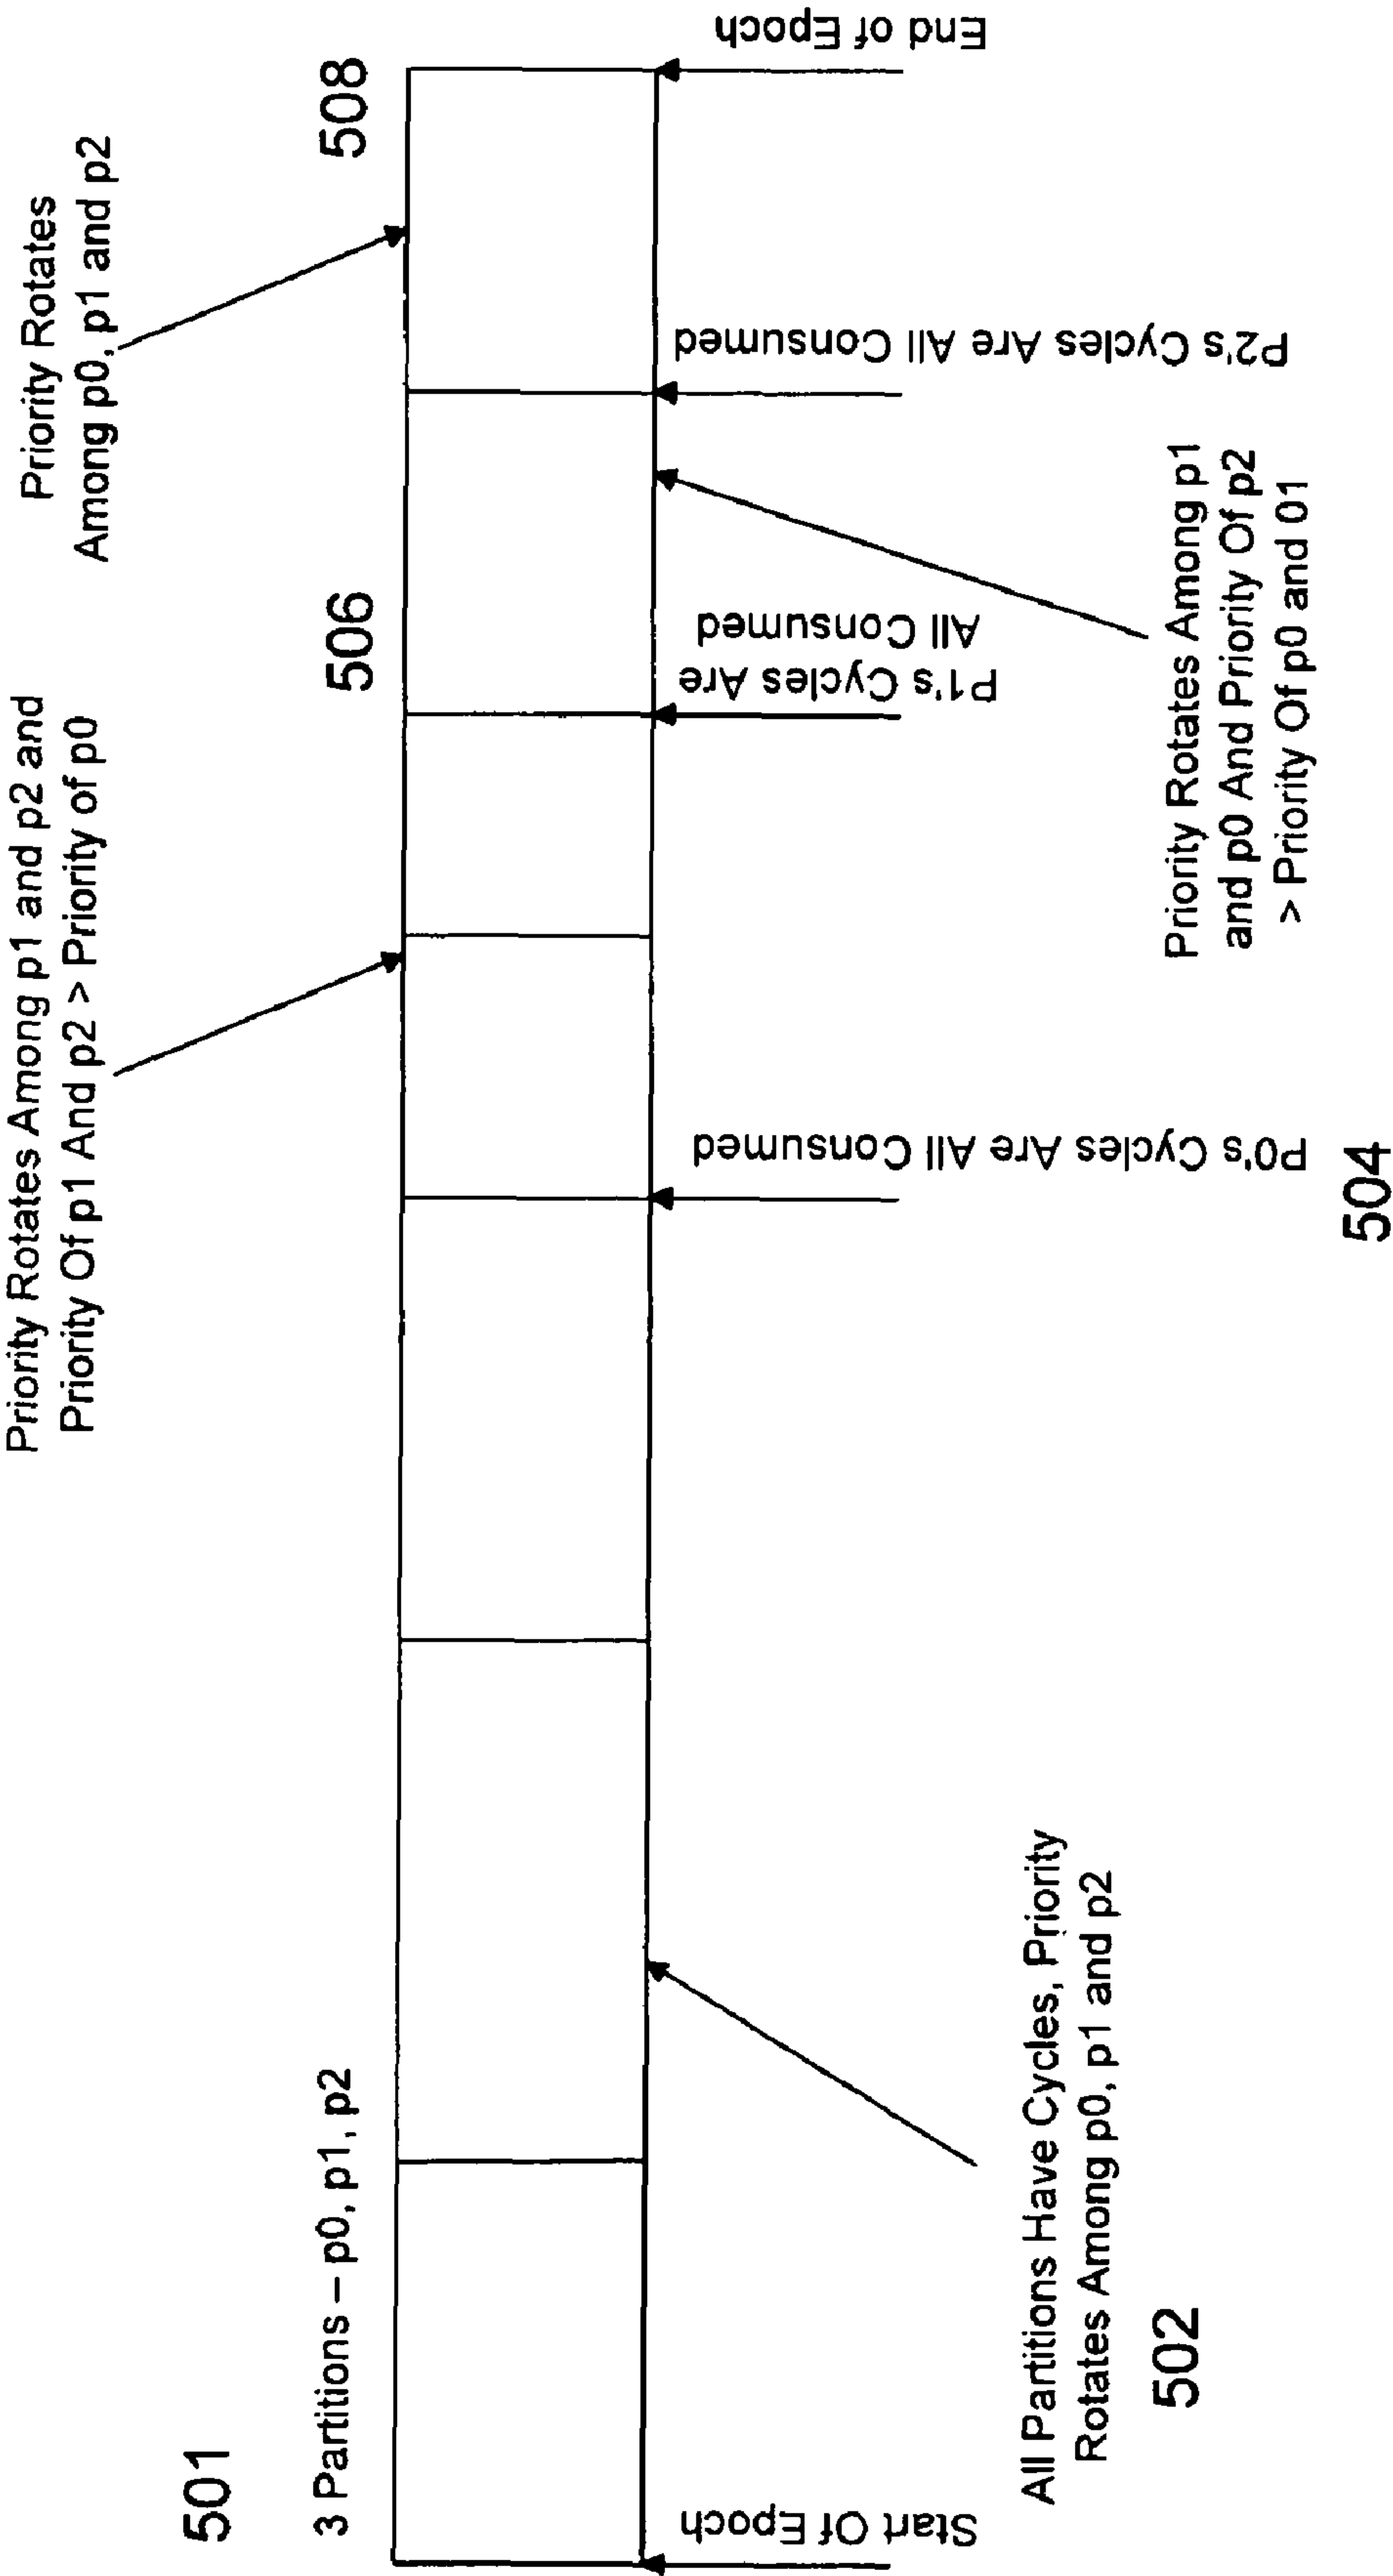 501
3 Partitions – p0, p1, p2
Start Of Epoch
All Partitions Have Cycles, Priority
Rotates Among p0, p1 and p2
502
Priority Rotates Among p1 and p2 and
Priority Of p1 And p2 > Priority of p0
P0's Cycles Are All Consumed
504
506
P1's Cycles Are
All Consumed
Priority Rotates Among p1
and p0 And Priority Of p2
> Priority Of p0 and 01
Priority Rotates
Among p0, p1 and p2
P2's Cycles Are All Consumed
508
End of Epoch